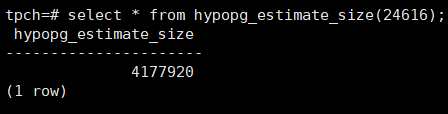 tpch=# select * from hypopg_estimate_size(24616);
hypopg_estimate_size
----------------------
4177920
(1 row)